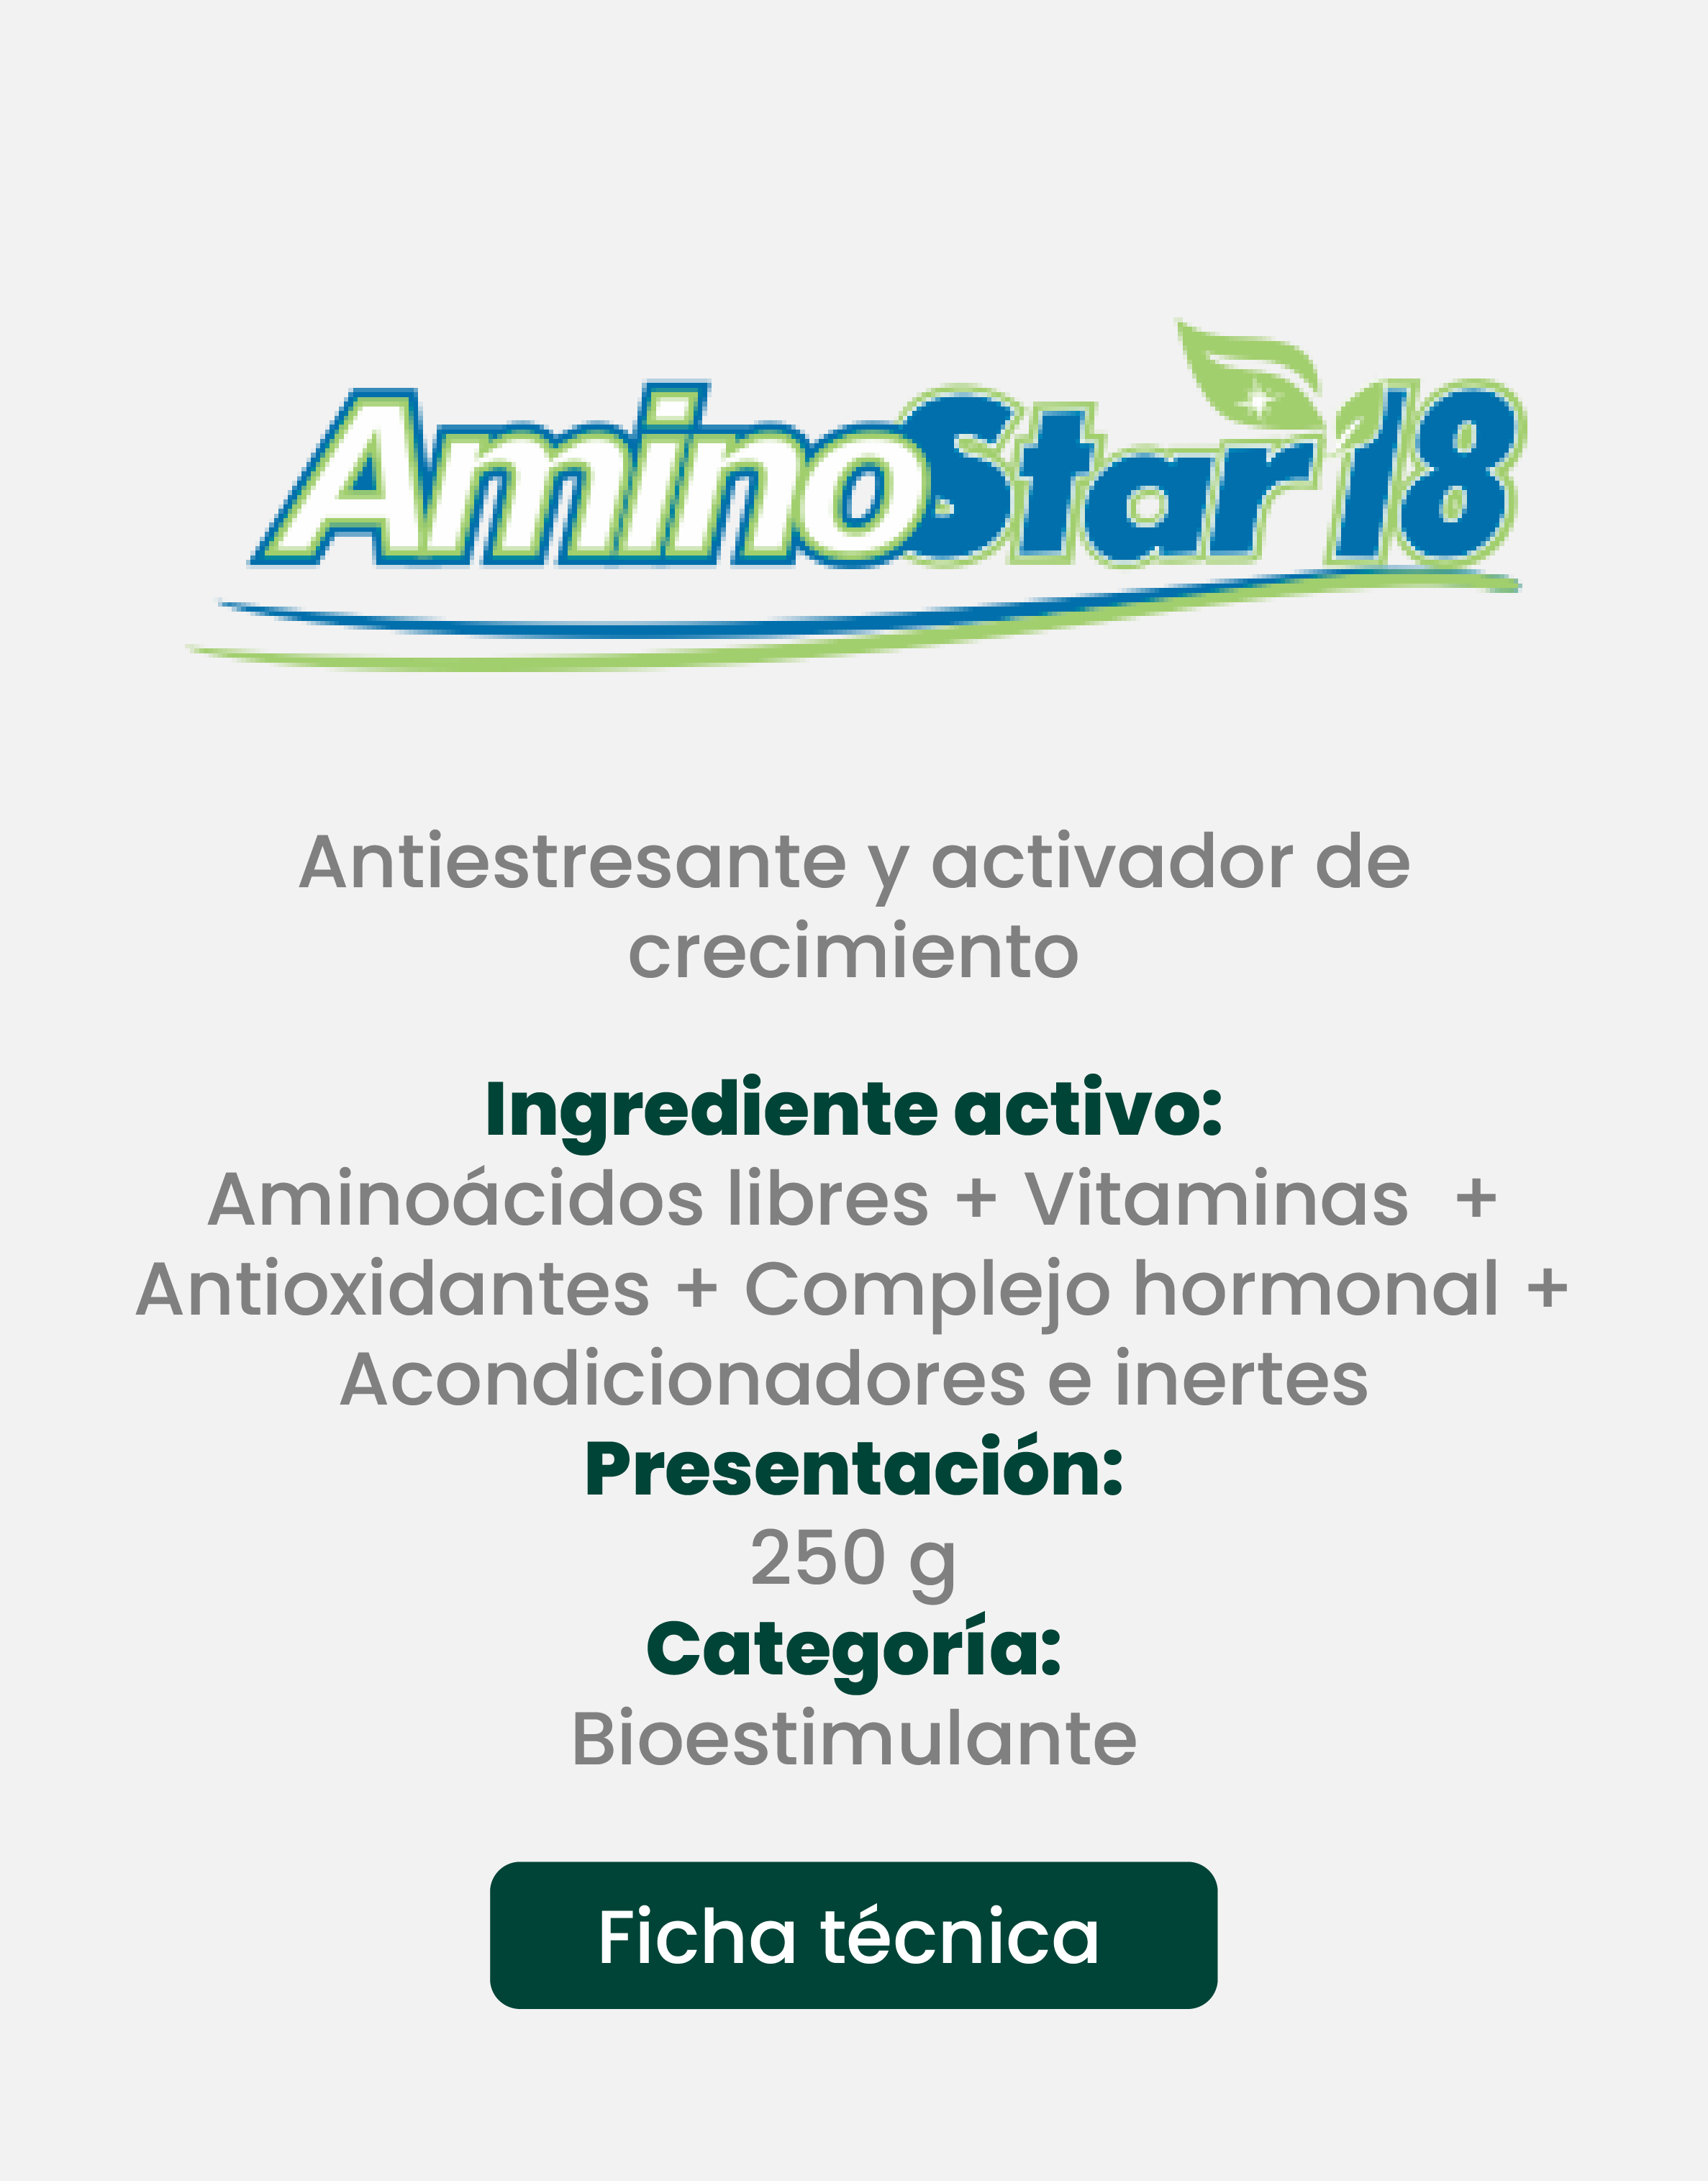 AminoStar 18
Antiestresante y activador de
crecimiento
Ingrediente activo:
Aminoácidos libres + Vitaminas +
Antioxidantes + Complejo hormonal +
Acondicionadores e inertes
Presentación:
250 g
Categoría:
Bioestimulante
Ficha técnica